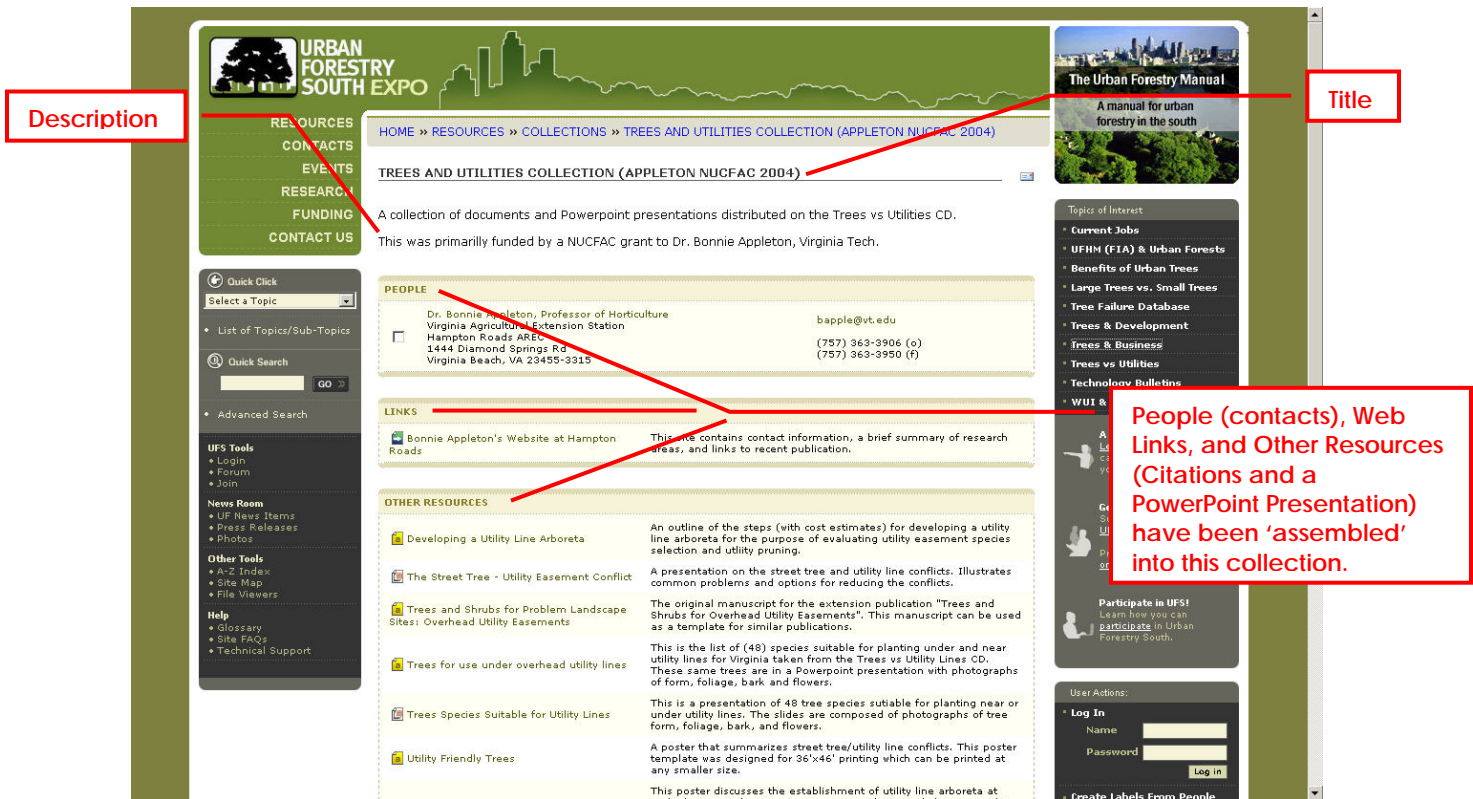 URBAN
FORESTRY
SOUTH EXPO
The Urban Forestry Manual
A manual for urban
forestry in the south
Description
Title
RESOURCES
CONTACTS
EVENTS
RESEARCH
FUNDING
CONTACT US
HOME » RESOURCES » COLLECTIONS » TREES AND UTILITIES COLLECTION (APPLETON NUCFAC 2004)
TREES AND UTILITIES COLLECTION (APPLETON NUCFAC 2004)
A collection of documents and Powerpoint presentations distributed on the Trees vs Utilities CD.
This was primarilly funded by a NUCFAC grant to Dr. Bonnie Appleton, Virginia Tech.
Quick Click
Select a Topic
• List of Topics/Sub-Topics
Quick Search
GO »
• Advanced Search
UFS Tools
Login
Forum
Join
News Room
UF News Items
Press Releases
Photos
Other Tools
A-Z Index
Site Map
File Viewers
Help
Glossary
Site FAQs
Technical Support
PEOPLE
Dr. Bonnie Appleton, Professor of Horticulture
Virginia Agricultural Extension Station
Hampton Roads AREC
1444 Diamond Springs Rd
Virginia Beach, VA 23455-3315
bapple@vt.edu
(757) 363-3906 (o)
(757) 363-3950 (f)
LINKS
Bonnie Appleton's Website at Hampton
Roads
This site contains contact information, a brief summary of research
areas, and links to recent publication.
OTHER RESOURCES
Developing a Utility Line Arboreta
An outline of the steps (with cost estimates) for developing a utility
line arboreta for the purpose of evaluating utility easement species
selection and utlity pruning.
The Street Tree - Utility Easement Conflict
A presentation on the street tree and utility line conflicts. Illustrates
common problems and options for reducing the conflicts.
Trees and Shrubs for Problem Landscape
Sites: Overhead Utility Easements
The original manuscript for the extension publication "Trees and
Shrubs for Overhead Utility Easements". This manuscript can be used
as a template for similar publications.
Trees for use under overhead utility lines
This is the list of (48) species suitable for planting under and near
utility lines for Virginia taken from the Trees vs Utility Lines CD.
These same trees are in a Powerpoint presentation with photographs
of form, foliage, bark and flowers.
Trees Species Suitable for Utility Lines
This is a presentation of 48 tree species sutiable for planting near or
under utility lines. The slides are composed of photographs of tree
form, foliage, bark, and flowers.
Utility Friendly Trees
A poster that summarizes street tree/utility line conflicts. This poster
template was designed for 36'x46' printing which can be printed at
any smaller size.
This poster discusses the establishment of utility line arboreta at
Topics of Interest
Current Jobs
UFHM (FIA) & Urban Forests
Benefits of Urban Trees
Large Trees vs. Small Trees
Tree Failure Database
Trees & Development
Trees & Business
Trees vs Utilities
Technology Bulletins
WUI &
People (contacts), Web
Links, and Other Resources
(Citations and a
PowerPoint Presentation)
have been ‘assembled’
into this collection.
Participate in UFS!
Learn how you can
participate in Urban
Forestry South.
User Actions:
Log In
Name
Password
Log in
Create Labels From People